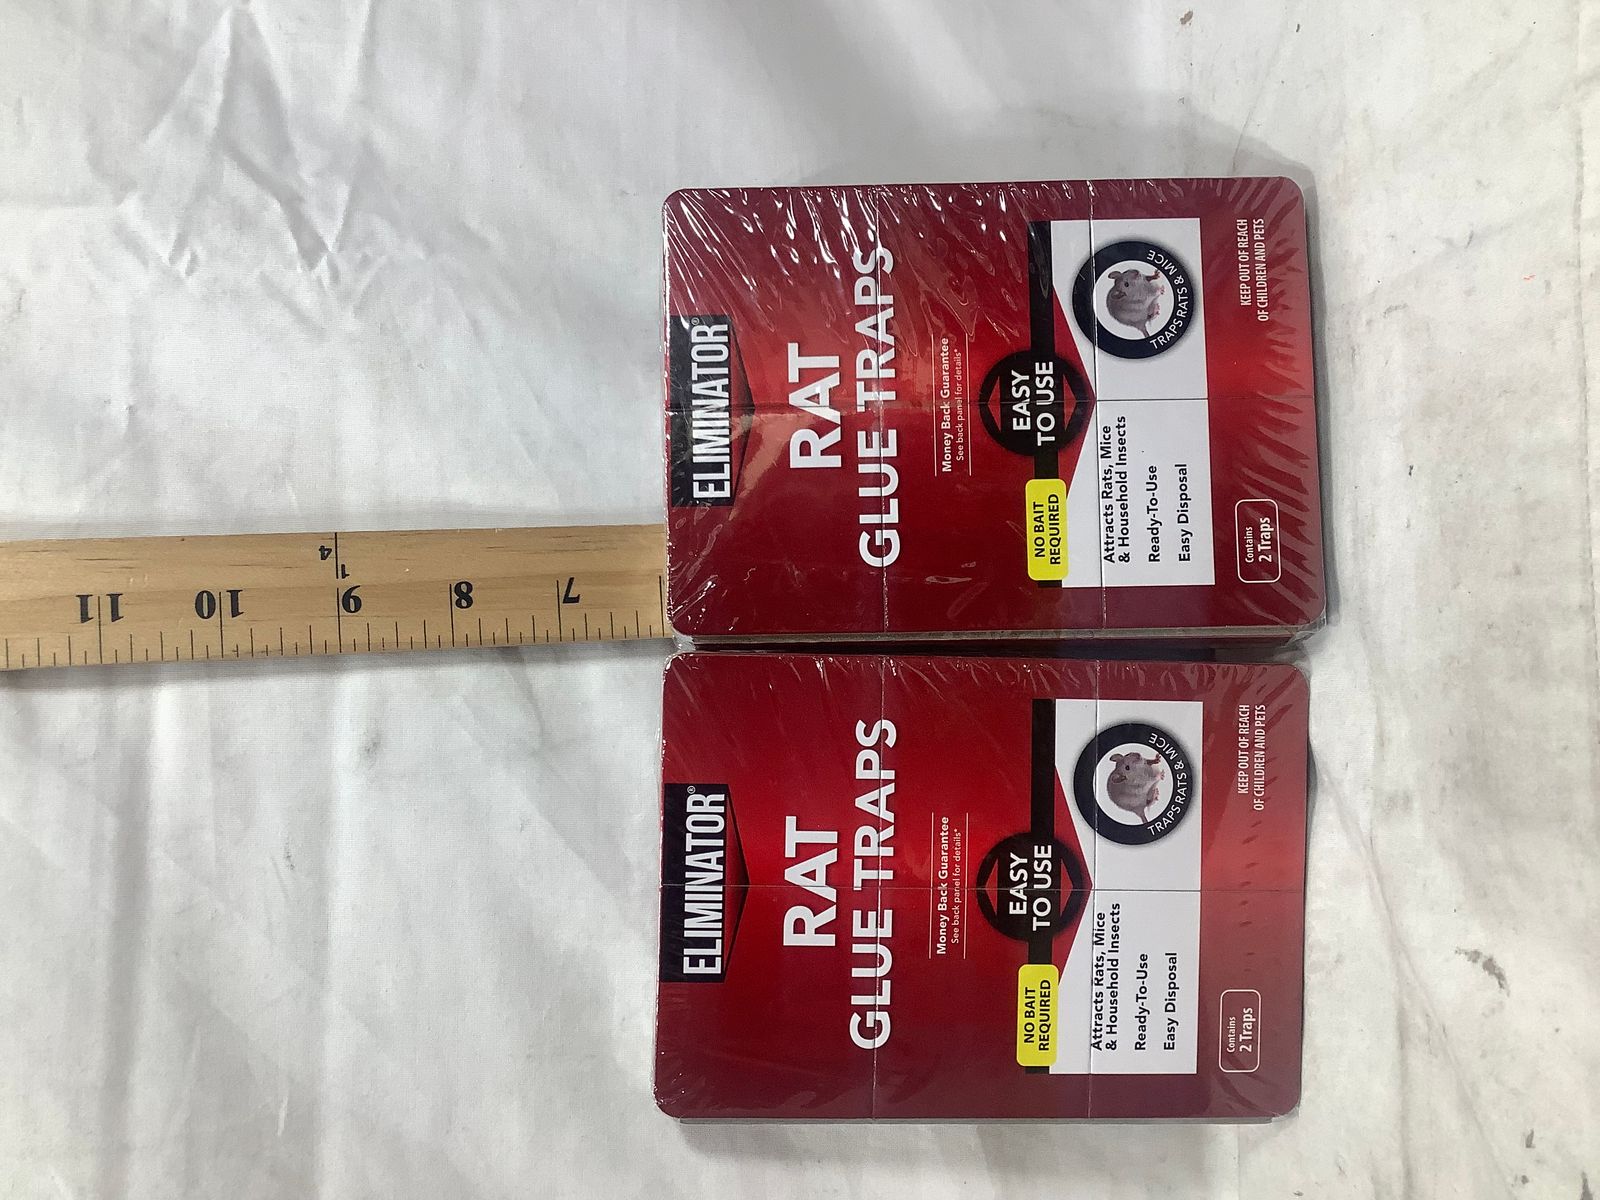 ELIMINATOR®
RAT
GLUE TRAPS
Money Back Guarantee
See back panel for details*
EASY
TO USE
NO BAIT
REQUIRED
Attracts Rats, Mice
& Household Insects
Ready-To-Use
Easy Disposal
TRAPS RATS & MICE
Contains
2 Traps
KEEP OUT OF REACH
OF CHILDREN AND PETS
ELIMINATOR®
RAT
GLUE TRAPS
Money Back Guarantee
See back panel for details*
EASY
TO USE
NO BAIT
REQUIRED
Attracts Rats, Mice
& Household Insects
Ready-To-Use
Easy Disposal
TRAPS RATS & MICE
Contains
2 Traps
KEEP OUT OF REACH
OF CHILDREN AND PETS
7
8
9
10
11
1
4